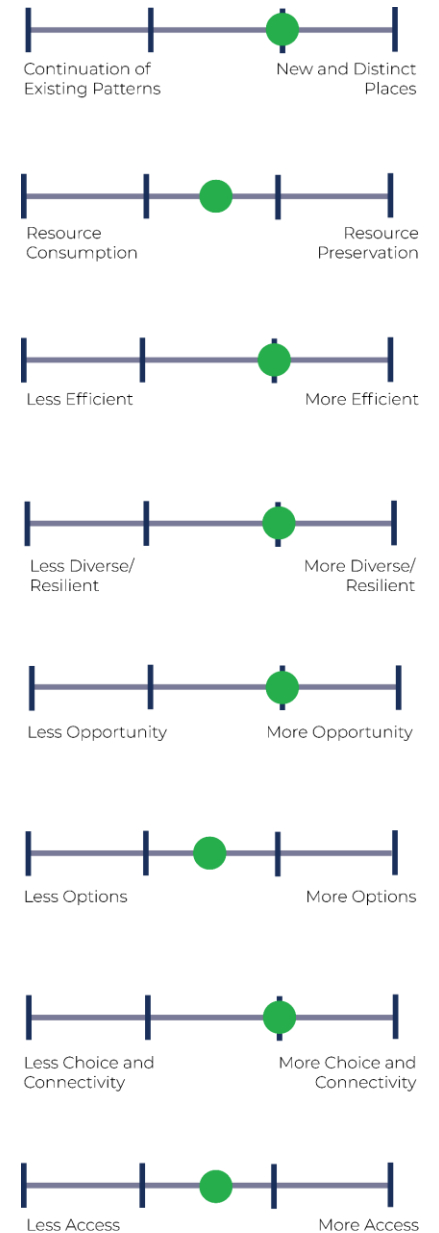 Continuation of
Existing Patterns
New and Distinct
Places
Resource
Consumption
Resource
Preservation
Less Efficient
More Efficient
Less Diverse/
Resilient
More Diverse/
Resilient
Less Opportunity
More Opportunity
Less Options
More Options
Less Choice and
Connectivity
More Choice and
Connectivity
Less Access
More Access